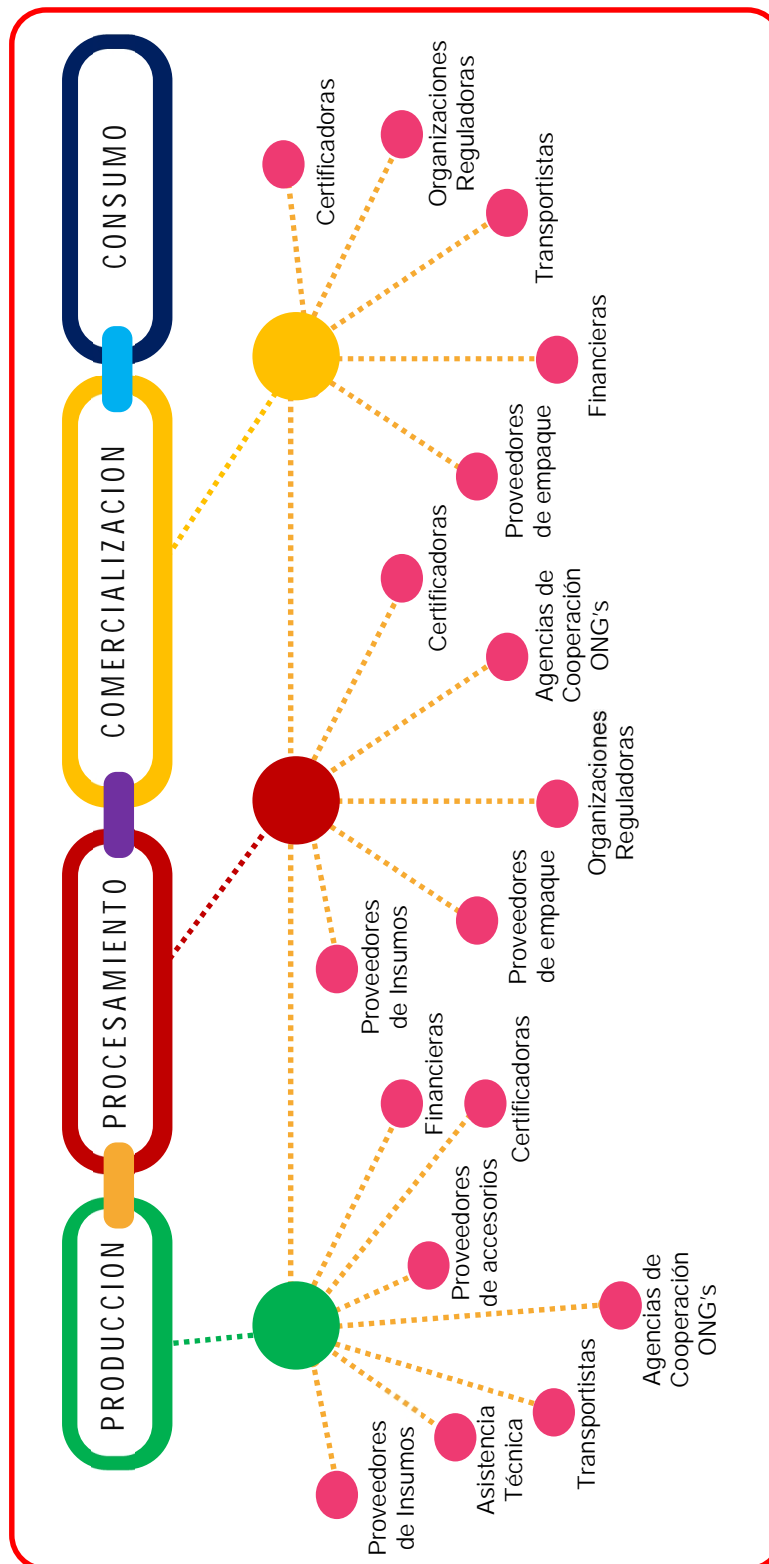 PRODUCCION
PROCESAMIENTO
COMERCIALIZACION
CONSUMO
Proveedores
de Insumos
Asistencia
Técnica
Transportistas
Agencias de
Cooperación
ONG's
Proveedores
de accesorios
Certificadoras
Financieras
Proveedores
de Insumos
Proveedores
de empaque
Organizaciones
Reguladoras
Agencias de
Cooperación
ONG's
Certificadoras
Proveedores
de empaque
Financieras
Transportistas
Organizaciones
Reguladoras
Certificadoras